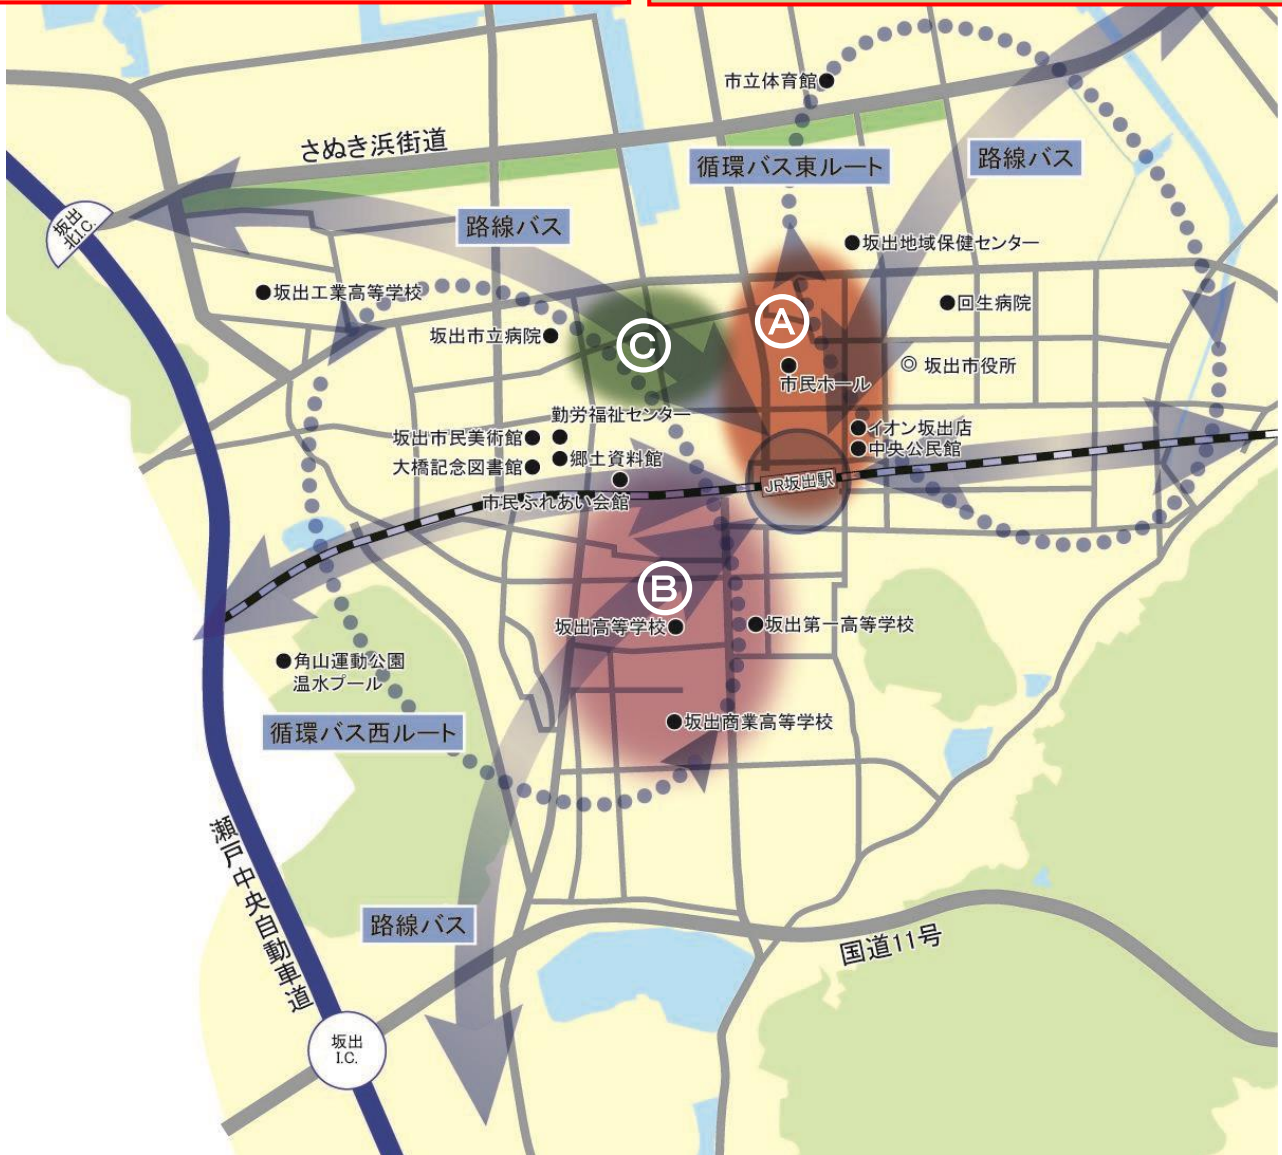 市立体育館
さぬき浜街道
循環バス東ルート
路線バス
坂出
北I.C.
路線バス
坂出地域保健センター
坂出工業高等学校
回生病院
A
坂出市立病院
C
坂出市役所
市民ホール
勤労福祉センター
イオン坂出店
坂出市民美術館
中央公民館
郷土資料館
大橋記念図書館
JR坂出駅
市民ふれあい会館
B
坂出高等学校
坂出第一高等学校
角山運動公園
温水プール
坂出商業高等学校
循環バス西ルート
瀬戸中央自動車道
路線バス
国道11号
坂出
I.C.